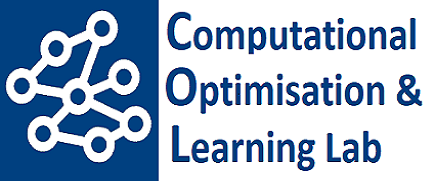 Computational
Optimisation &
Learning Lab